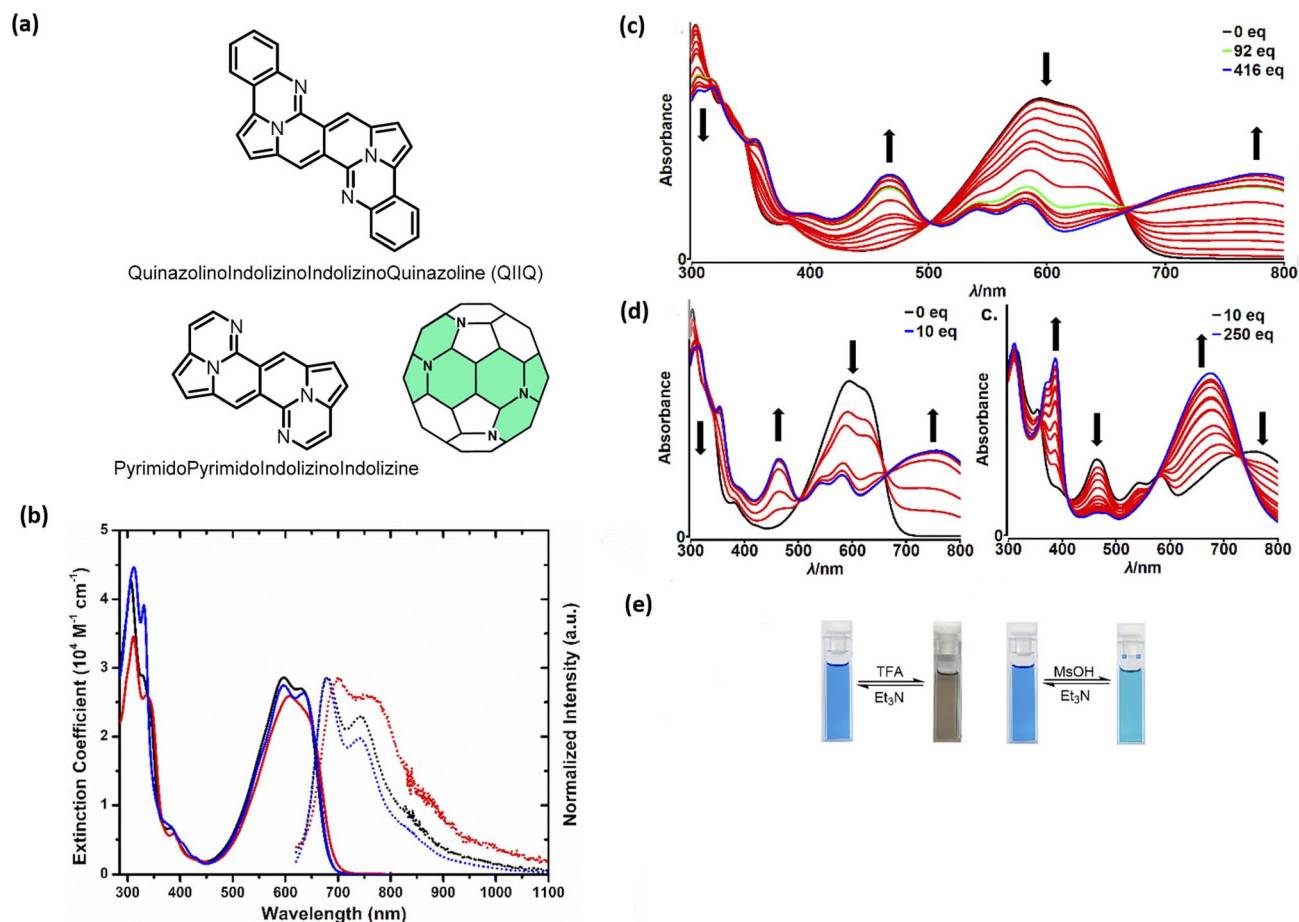 (a)
N
N
N
N
QuinazolinoIndolizinoIndolizinoQuinazoline (QIIQ)
N
N
N
N
N
N
N
N
PyrimidoPyrimidoIndolizinoIndolizine
(b)
Extinction Coefficient (10⁴ M⁻¹ cm⁻¹)
5
4
3
2
1
0
300 400 500 600 700 800 900 1000 1100
Wavelength (nm)
Normalized Intensity (a.u.)
(c)
Absorbance
0 eq
92 eq
416 eq
0
300 400 500 600 700 800
λ/nm
(d)
Absorbance
0 eq
10 eq
0
300 400 500 600 700 800
λ/nm
c.
Absorbance
10 eq
250 eq
0
300 400 500 600 700 800
λ/nm
(e)
TFA
Et₃N
MsOH
Et₃N